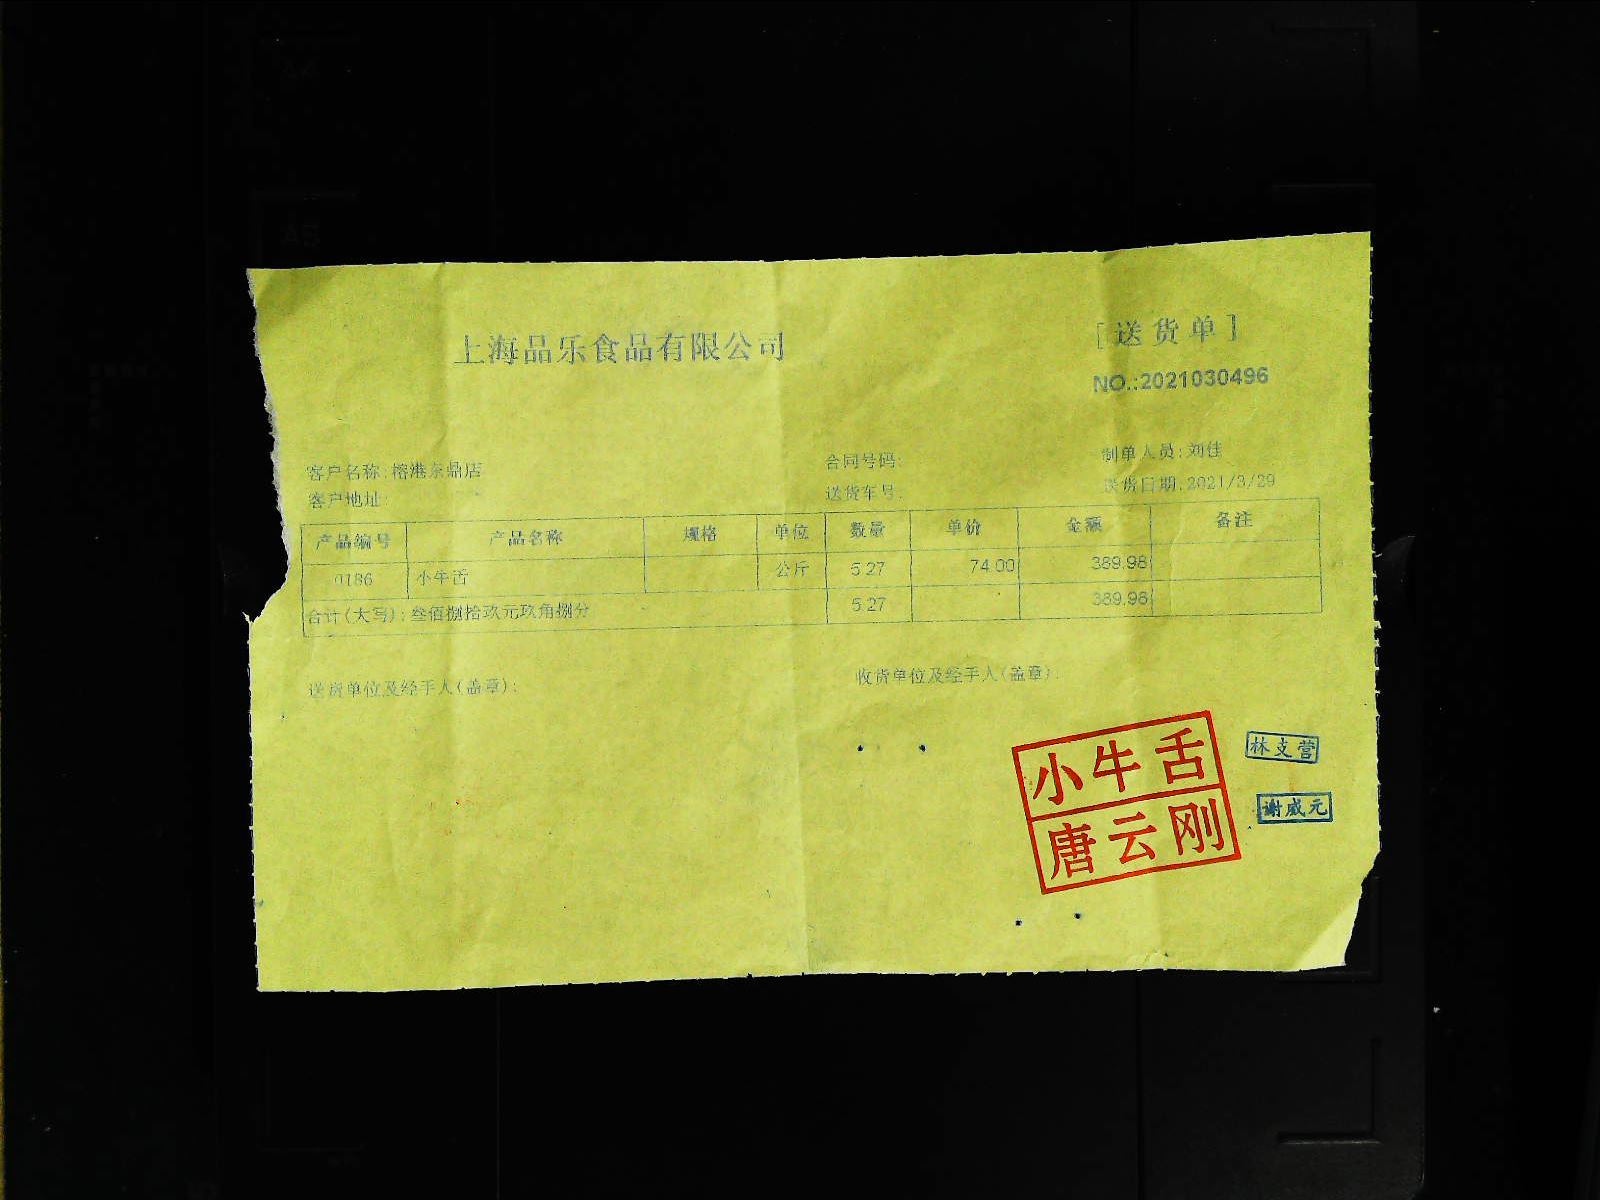 上海品乐食品有限公司
[送货单]
NO.:2021030496
客户名称:榕港东鼎店
合同号码:
制单人员:刘佳
客户地址:
送货车号:
送货日期:2021/3/29
产品编号 产品名称 规格 单位 数量 单价 金额 备注
0186 小牛舌 公斤 5.27 74.00 389.98
合计(大写):叁佰捌拾玖元玖角捌分 5.27 389.98
送货单位及经手人(盖章):
收货单位及经手人(盖章):
小牛舌
唐云刚
林支营
谢威元
A5